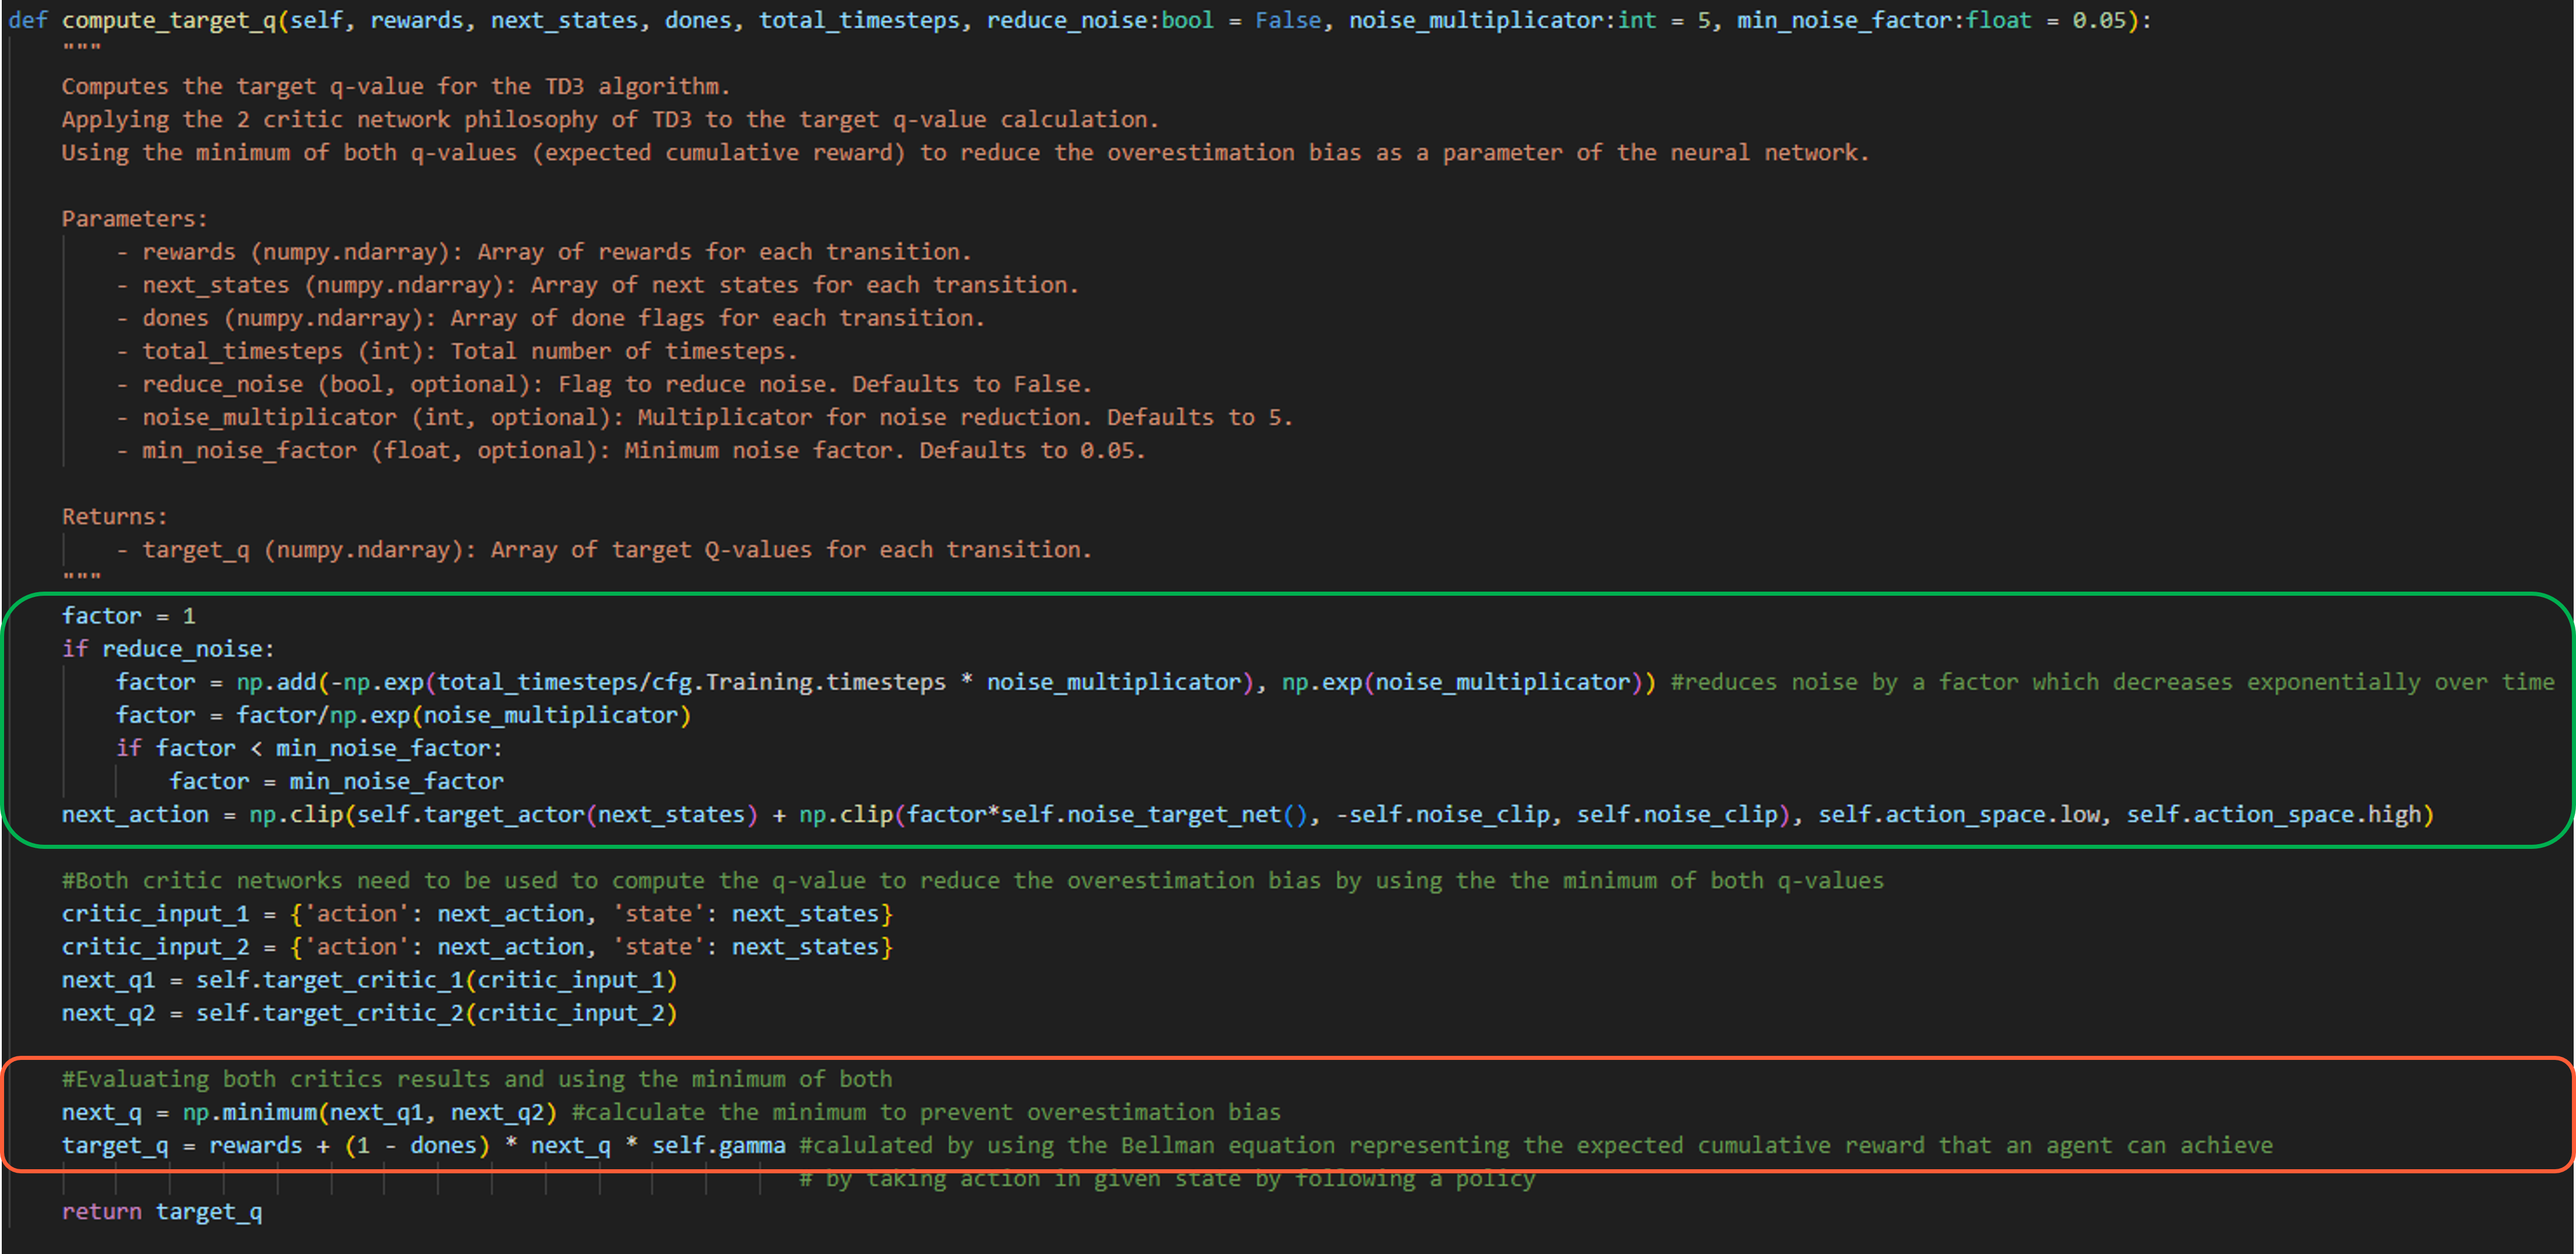 def compute_target_q(self, rewards, next_states, dones, total_timesteps, reduce_noise:bool = False, noise_multiplicator:int = 5, min_noise_factor:float = 0.05):
"""
Computes the target q-value for the TD3 algorithm.
Applying the 2 critic network philosophy of TD3 to the target q-value calculation.
Using the minimum of both q-values (expected cumulative reward) to reduce the overestimation bias as a parameter of the neural network.
Parameters:
- rewards (numpy.ndarray): Array of rewards for each transition.
- next_states (numpy.ndarray): Array of next states for each transition.
- dones (numpy.ndarray): Array of done flags for each transition.
- total_timesteps (int): Total number of timesteps.
- reduce_noise (bool, optional): Flag to reduce noise. Defaults to False.
- noise_multiplicator (int, optional): Multiplicator for noise reduction. Defaults to 5.
- min_noise_factor (float, optional): Minimum noise factor. Defaults to 0.05.
Returns:
- target_q (numpy.ndarray): Array of target Q-values for each transition.
"""
factor = 1
if reduce_noise:
factor = np.add(-np.exp(total_timesteps/cfg.Training.timesteps * noise_multiplicator), np.exp(noise_multiplicator)) #reduces noise by a factor which decreases exponentially over time
factor = factor/np.exp(noise_multiplicator)
if factor < min_noise_factor:
factor = min_noise_factor
next_action = np.clip(self.target_actor(next_states) + np.clip(factor*self.noise_target_net(), -self.noise_clip, self.noise_clip), self.action_space.low, self.action_space.high)
#Both critic networks need to be used to compute the q-value to reduce the overestimation bias by using the the minimum of both q-values
critic_input_1 = {'action': next_action, 'state': next_states}
critic_input_2 = {'action': next_action, 'state': next_states}
next_q1 = self.target_critic_1(critic_input_1)
next_q2 = self.target_critic_2(critic_input_2)
#Evaluating both critics results and using the minimum of both
next_q = np.minimum(next_q1, next_q2) #calculate the minimum to prevent overestimation bias
target_q = rewards + (1 - dones) * next_q * self.gamma #calulated by using the Bellman equation representing the expected cumulative reward that an agent can achieve
# by taking action in given state by following a policy
return target_q